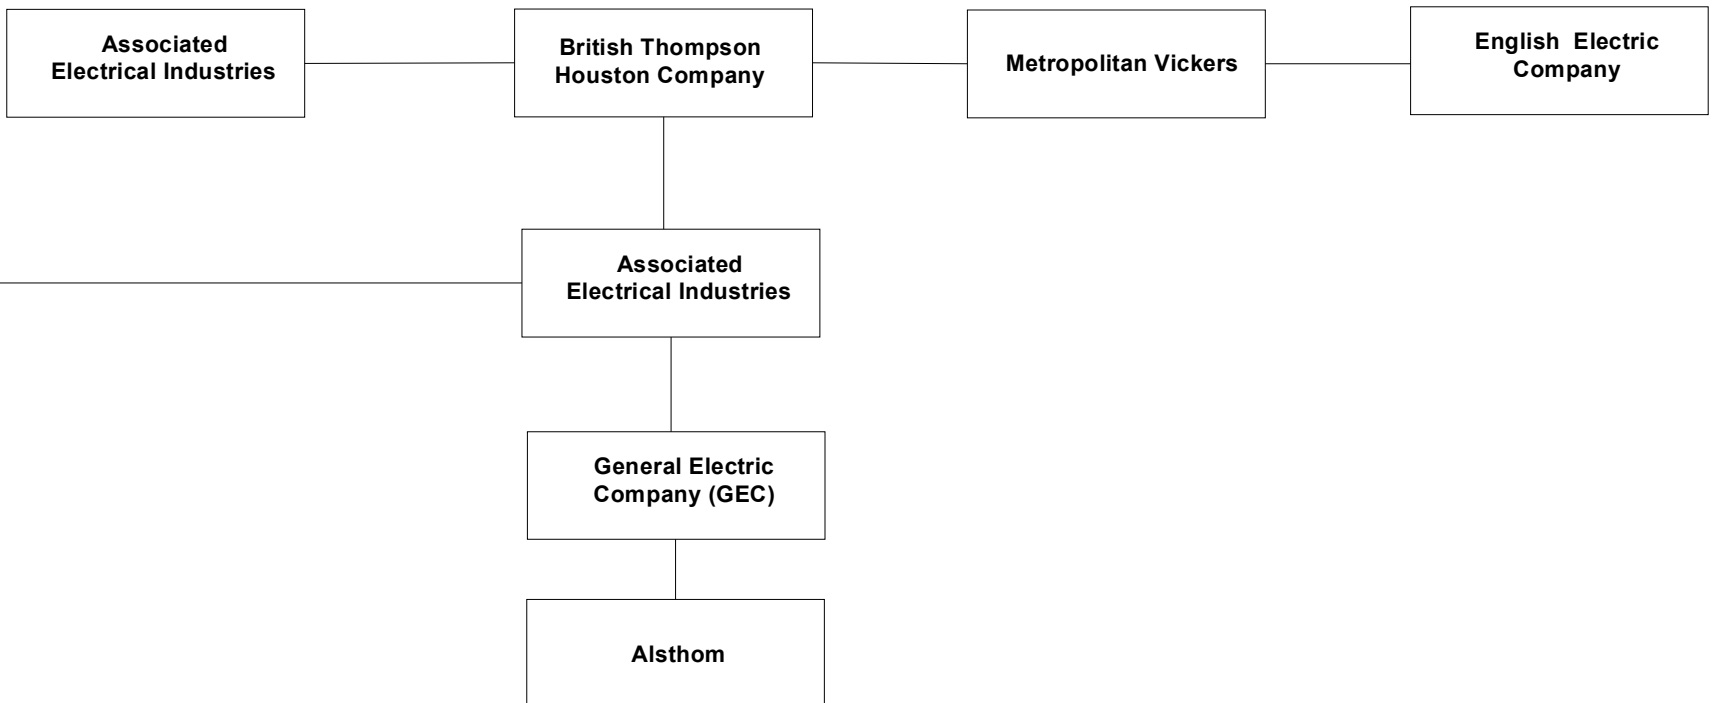 Associated
Electrical Industries
British Thompson
Houston Company
Metropolitan Vickers
English  Electric
Company
Associated
Electrical Industries
General Electric
Company (GEC)
Alsthom